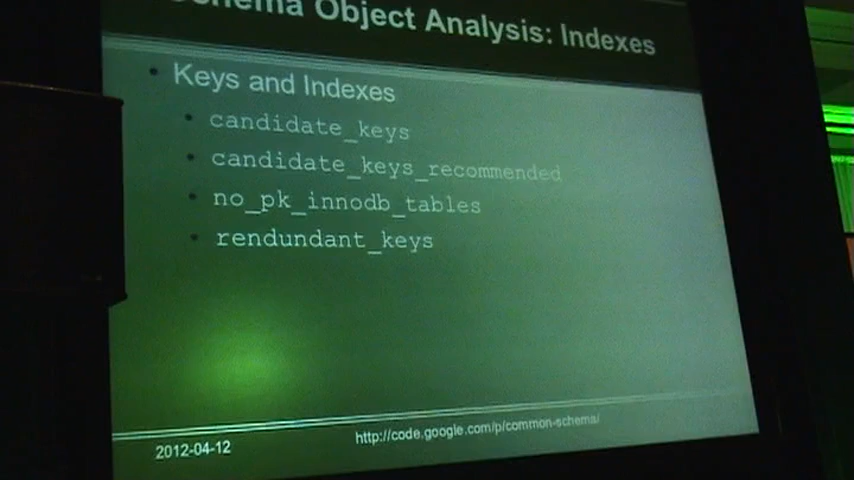 Schema Object Analysis: Indexes
Keys and Indexes
candidate_keys
candidate_keys_recommended
no_pk_innodb_tables
rendundant_keys
2012-04-12
http://code.google.com/p/common-schema/